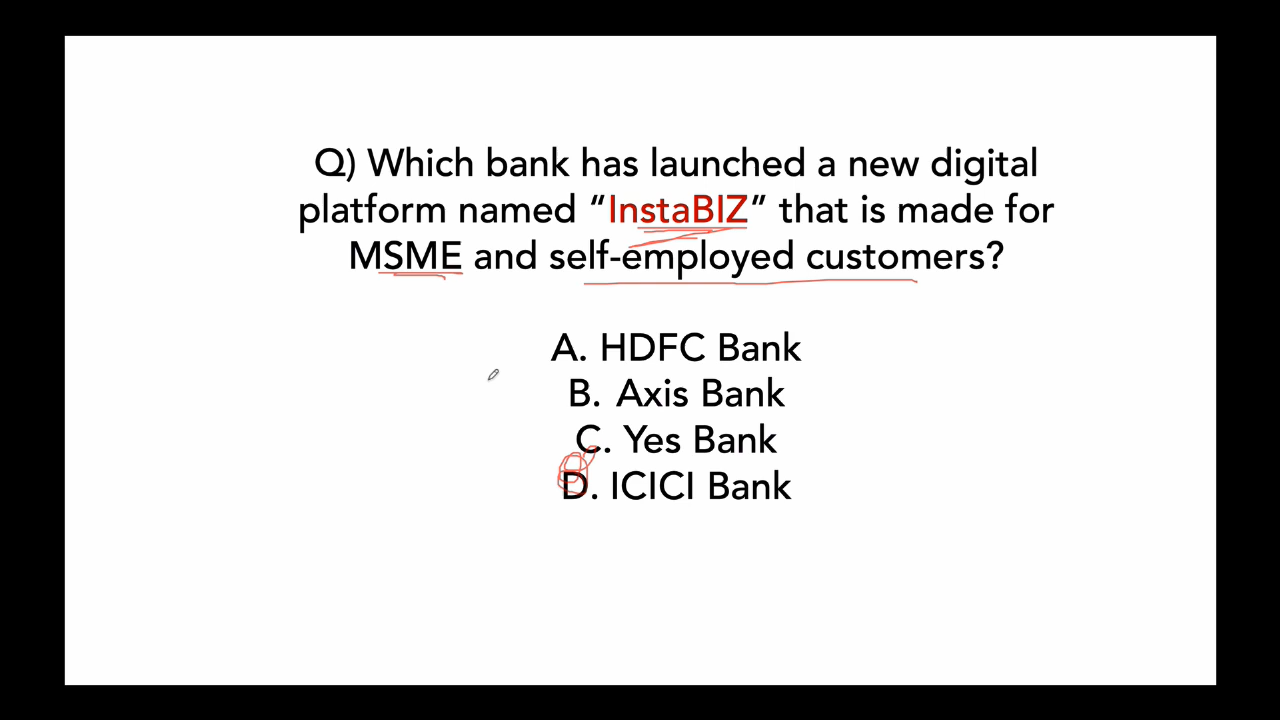 Q) Which bank has launched a new digital
platform named “InstaBIZ” that is made for
MSME and self-employed customers?
A. HDFC Bank
B. Axis Bank
C. Yes Bank
D. ICICI Bank